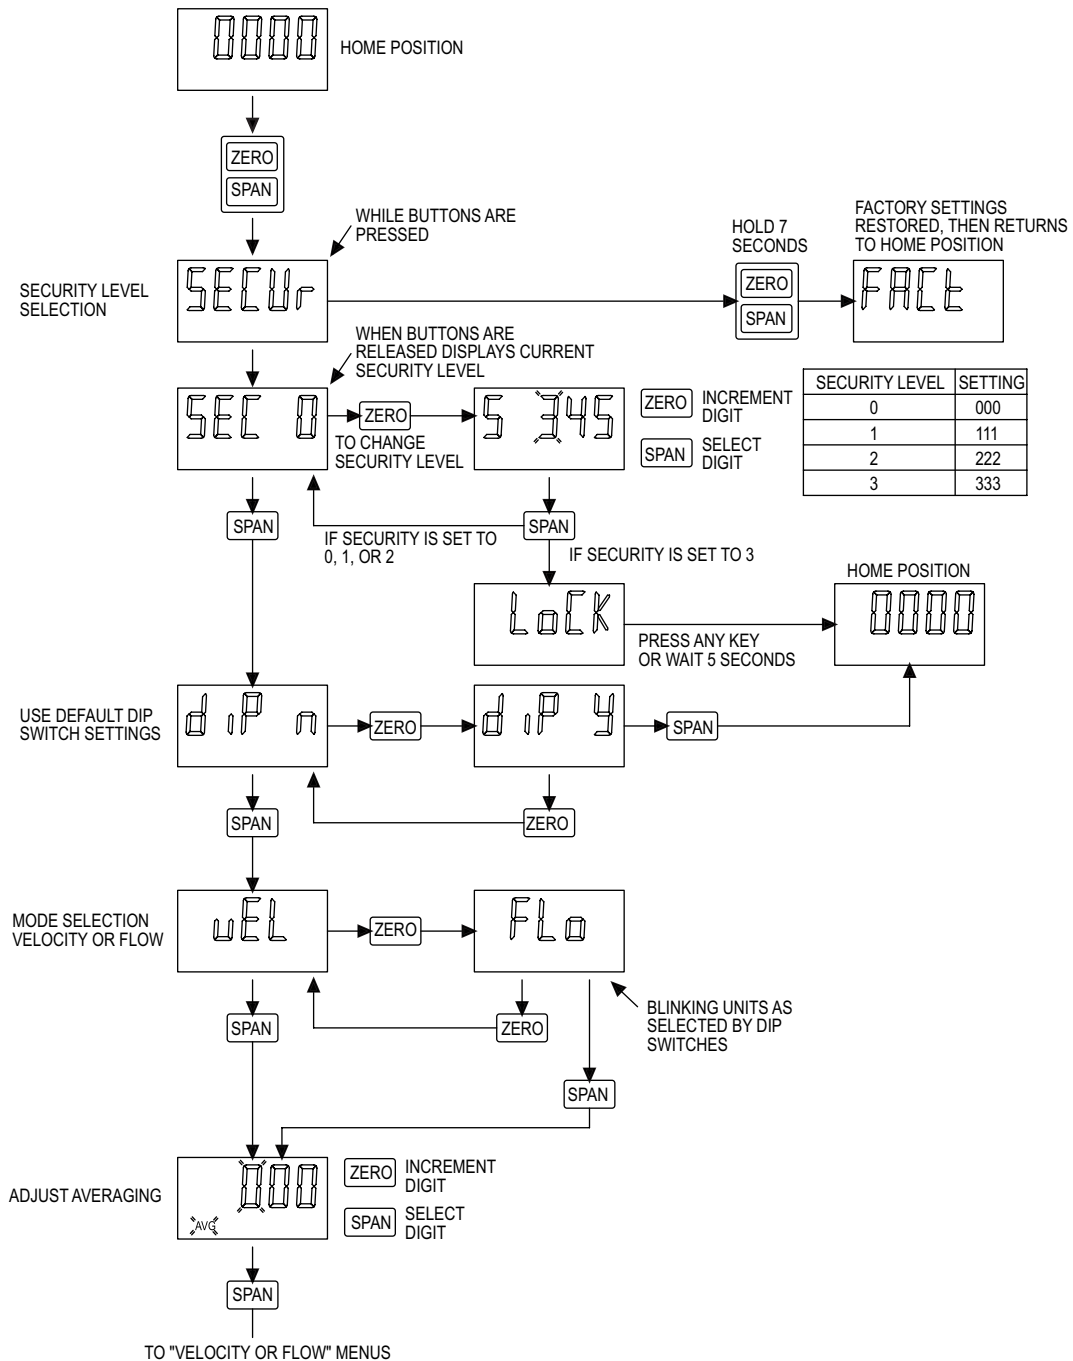 0000
HOME POSITION
ZERO
SPAN
WHILE BUTTONS ARE
PRESSED
SECURITY LEVEL
SELECTION
SECUr
HOLD 7
SECONDS
ZERO
SPAN
FACTORY SETTINGS
RESTORED, THEN RETURNS
TO HOME POSITION
FACt
WHEN BUTTONS ARE
RELEASED DISPLAYS CURRENT
SECURITY LEVEL
SEC 0
ZERO
TO CHANGE
SECURITY LEVEL
S 345
ZERO INCREMENT
DIGIT
SPAN SELECT
DIGIT
SECURITY LEVEL SETTING
0 000
1 111
2 222
3 333
SPAN
IF SECURITY IS SET TO
0, 1, OR 2
SPAN
IF SECURITY IS SET TO 3
LoCK
PRESS ANY KEY
OR WAIT 5 SECONDS
HOME POSITION
0000
USE DEFAULT DIP
SWITCH SETTINGS
diP n
ZERO
diP y
SPAN
SPAN
ZERO
MODE SELECTION
VELOCITY OR FLOW
uEL
ZERO
FLo
SPAN
ZERO
BLINKING UNITS AS
SELECTED BY DIP
SWITCHES
SPAN
ADJUST AVERAGING
000
AVG
ZERO INCREMENT
DIGIT
SPAN SELECT
DIGIT
SPAN
TO "VELOCITY OR FLOW" MENUS